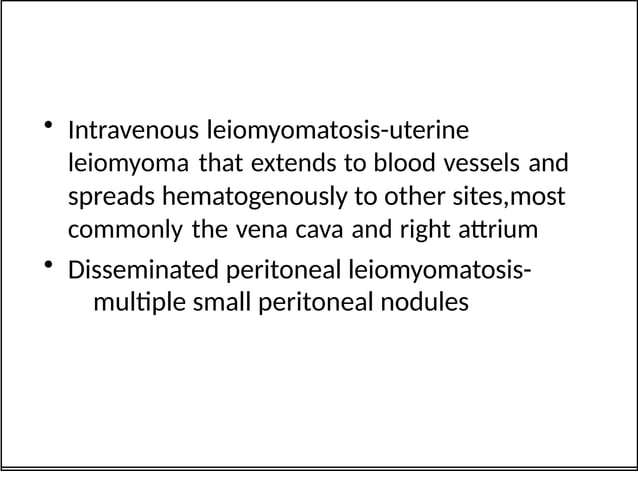 • Intravenous leiomyomatosis-uterine
leiomyoma that extends to blood vessels and
spreads hematogenously to other sites,most
commonly the vena cava and right attrium
• Disseminated peritoneal leiomyomatosis-
multiple small peritoneal nodules